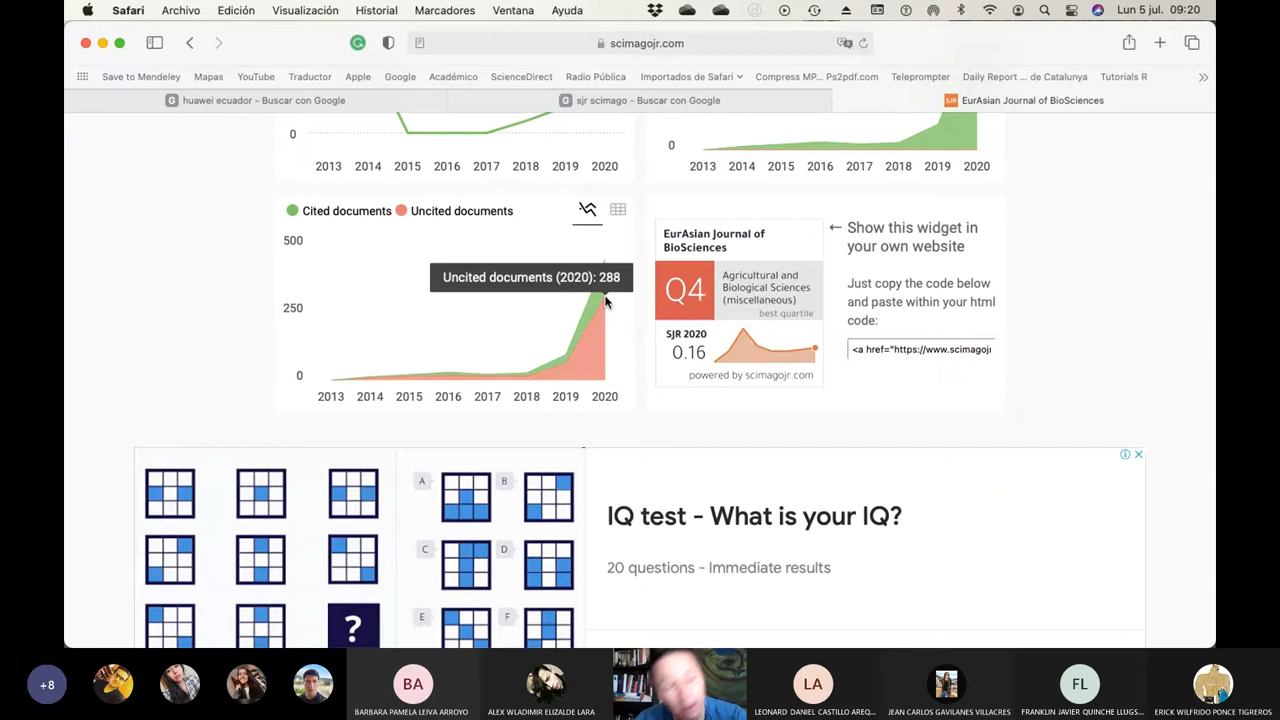 Safari Archivo Edición Visualización Historial Marcadores Ventana Ayuda Lun 5 jul. 09:20
scimagojr.com
Save to Mendeley Mapas YouTube Traductor Apple Google Académico ScienceDirect Radio Pública Importados de Safari Compress MP... Ps2pdf.com Teleprompter Daily Report ... de Catalunya Tutorials R
huawei ecuador - Buscar con Google
sjr scimago - Buscar con Google
SJR EurAsian Journal of BioSciences
0
2013 2014 2015 2016 2017 2018 2019 2020
0
2013 2014 2015 2016 2017 2018 2019 2020
Cited documents Uncited documents
500
250
0
Uncited documents (2020): 288
2013 2014 2015 2016 2017 2018 2019 2020
EurAsian Journal of
BioSciences
Q4
Agricultural and
Biological Sciences
(miscellaneous)
best quartile
SJR 2020
0.16
powered by scimagojr.com
← Show this widget in
your own website
Just copy the code below
and paste within your html
code:
<a href="https://www.scimagojr
A
B
C
D
E
F
?
IQ test - What is your IQ?
20 questions - Immediate results
+8
BA
BARBARA PAMELA LEIVA ARROYO
ALEX WLADIMIR ELIZALDE LARA
LA
LEONARD DANIEL CASTILLO AREQ...
JEAN CARLOS GAVILANES VILLACRES
FL
FRANKLIN JAVIER QUINCHE LLUGS...
ERICK WILFRIDO PONCE TIGREROS